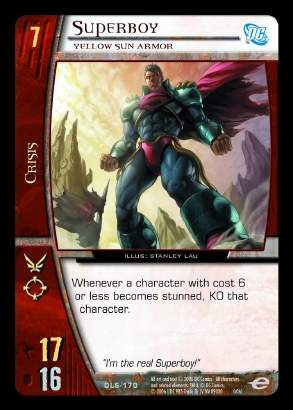 7
SUPERBOY
YELLOW SUN ARMOR
DC
CRISIS
ILLUS: STANLEY LAU
Whenever a character with cost 6
or less becomes stunned, KO that
character.
17
16
"I'm the real Superboy!"
DLS-170